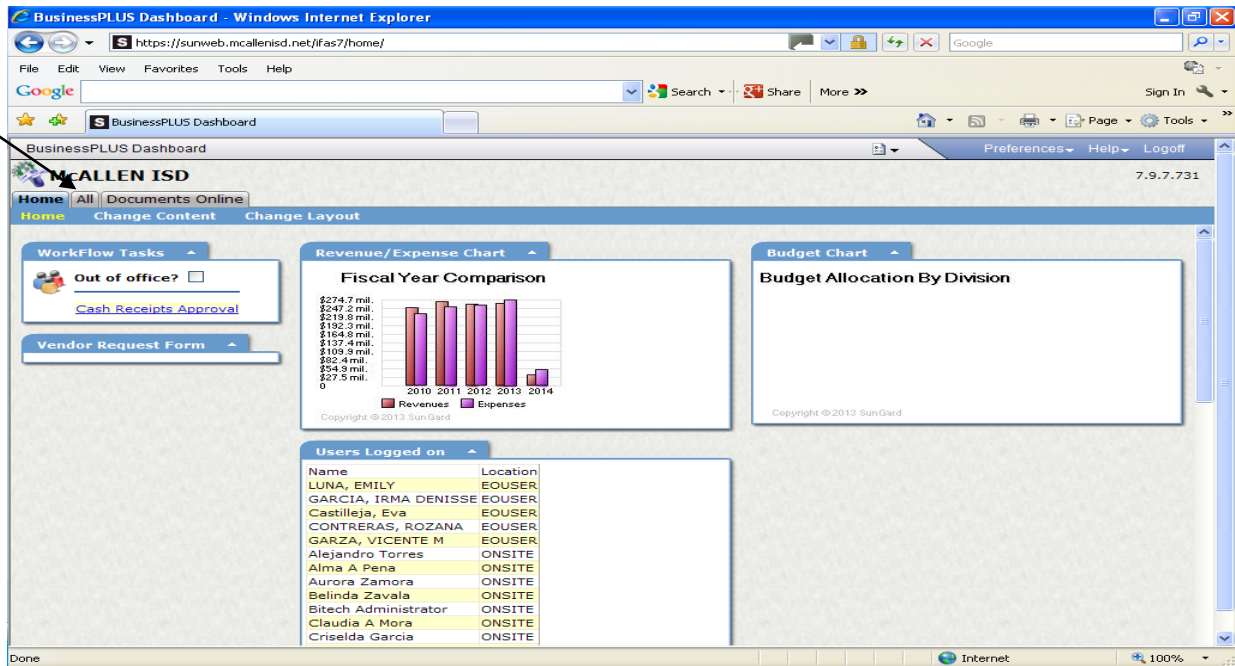 BusinessPLUS Dashboard - Windows Internet Explorer
https://sunweb.mcallenisd.net/ifas7/home/
Google
File Edit View Favorites Tools Help
Google Search Share More >> Sign In
BusinessPLUS Dashboard Page Tools »
BusinessPLUS Dashboard Preferences Help Logoff
McALLEN ISD 7.9.7.731
Home All Documents Online
Home Change Content Change Layout
WorkFlow Tasks
Out of office?
Cash Receipts Approval
Vendor Request Form
Revenue/Expense Chart
Fiscal Year Comparison
$274.7 mil.
$247.2 mil.
$219.8 mil.
$192.3 mil.
$164.8 mil.
$137.4 mil.
$109.9 mil.
$82.4 mil.
$54.9 mil.
$27.5 mil.
0
2010 2011 2012 2013 2014
Revenues Expenses
Copyright © 2013 SunGard
Budget Chart
Budget Allocation By Division
Copyright © 2013 SunGard
Users Logged on
Name Location
LUNA, EMILY EOUSER
GARCIA, IRMA DENISSE EOUSER
Castilleja, Eva EOUSER
CONTRERAS, ROZANA EOUSER
GARZA, VICENTE M EOUSER
Alejandro Torres ONSITE
Alma A Pena ONSITE
Aurora Zamora ONSITE
Belinda Zavala ONSITE
Bitech Administrator ONSITE
Claudia A Mora ONSITE
Criselda Garcia ONSITE
Done Internet 100%